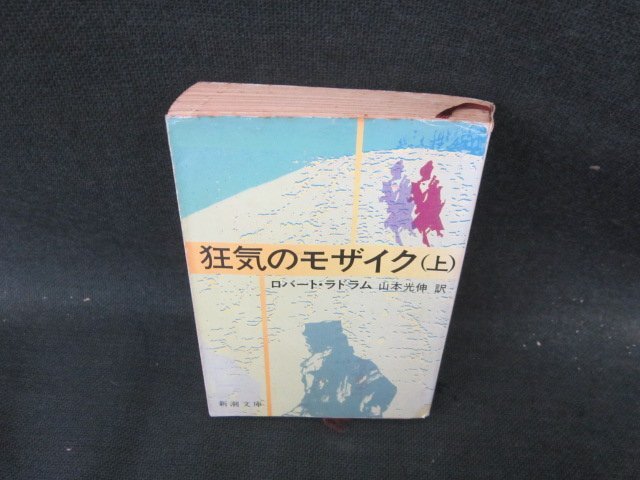 狂気のモザイク(上)
ロバート・ラドラム 山本光伸 訳
新潮文庫